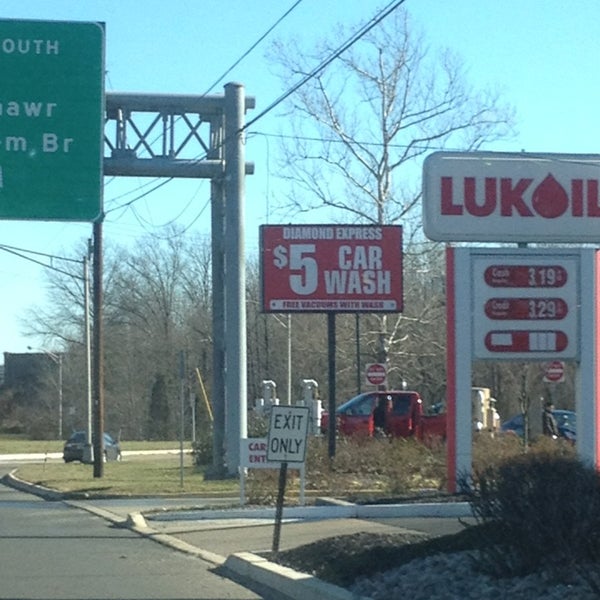 OUTH
awr
m Br
DIAMOND EXPRESS
$5 CAR
WASH
FREE VACUUMS WITH WASH
LUKOIL
Cash
3.19
Credit
3.29
EXIT
ONLY
CAR
ENT